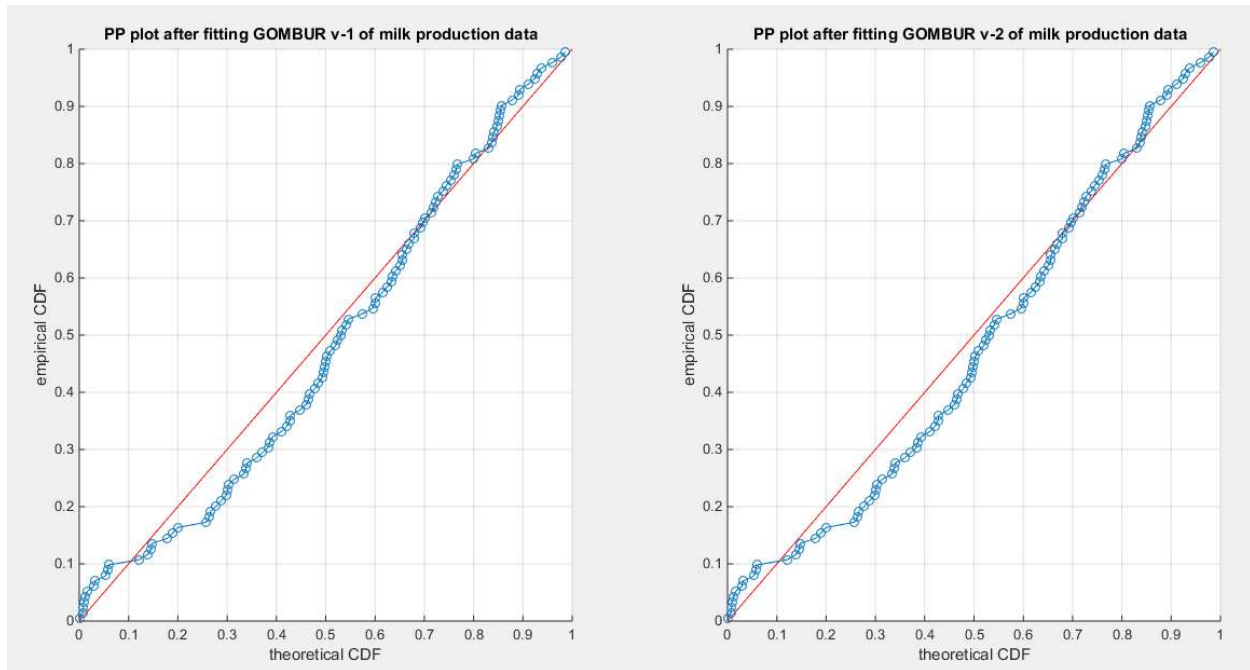 PP plot after fitting GOMBUR v-1 of milk production data
1
0.9
0.8
0.7
0.6
0.5
0.4
0.3
0.2
0.1
0
empirical CDF
0 0.1 0.2 0.3 0.4 0.5 0.6 0.7 0.8 0.9 1
theoretical CDF
PP plot after fitting GOMBUR v-2 of milk production data
1
0.9
0.8
0.7
0.6
0.5
0.4
0.3
0.2
0.1
0
empirical CDF
0 0.1 0.2 0.3 0.4 0.5 0.6 0.7 0.8 0.9 1
theoretical CDF